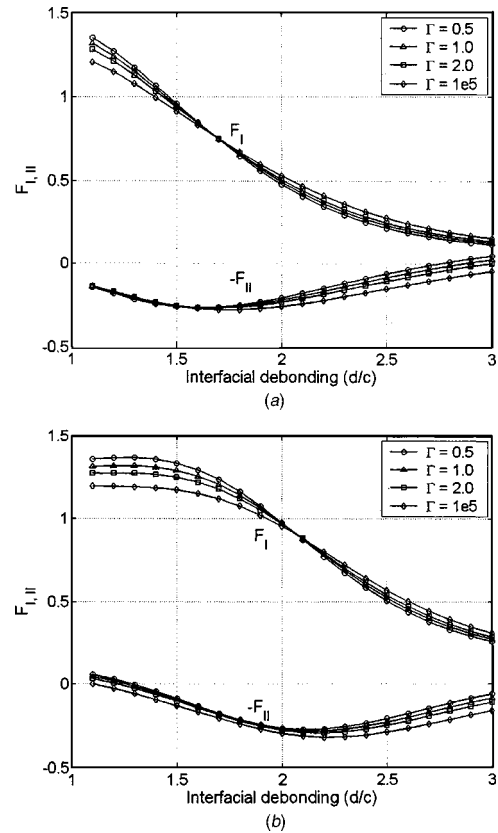 1.5
Γ = 0.5
Γ = 1.0
Γ = 2.0
Γ = 1e5
1
F_I
F_I, II
0.5
0
-F_II
-0.5
1
1.5
2
2.5
3
Interfacial debonding (d/c)
(a)
1.5
Γ = 0.5
Γ = 1.0
Γ = 2.0
Γ = 1e5
1
F_I
F_I, II
0.5
0
-F_II
-0.5
1
1.5
2
2.5
3
Interfacial debonding (d/c)
(b)